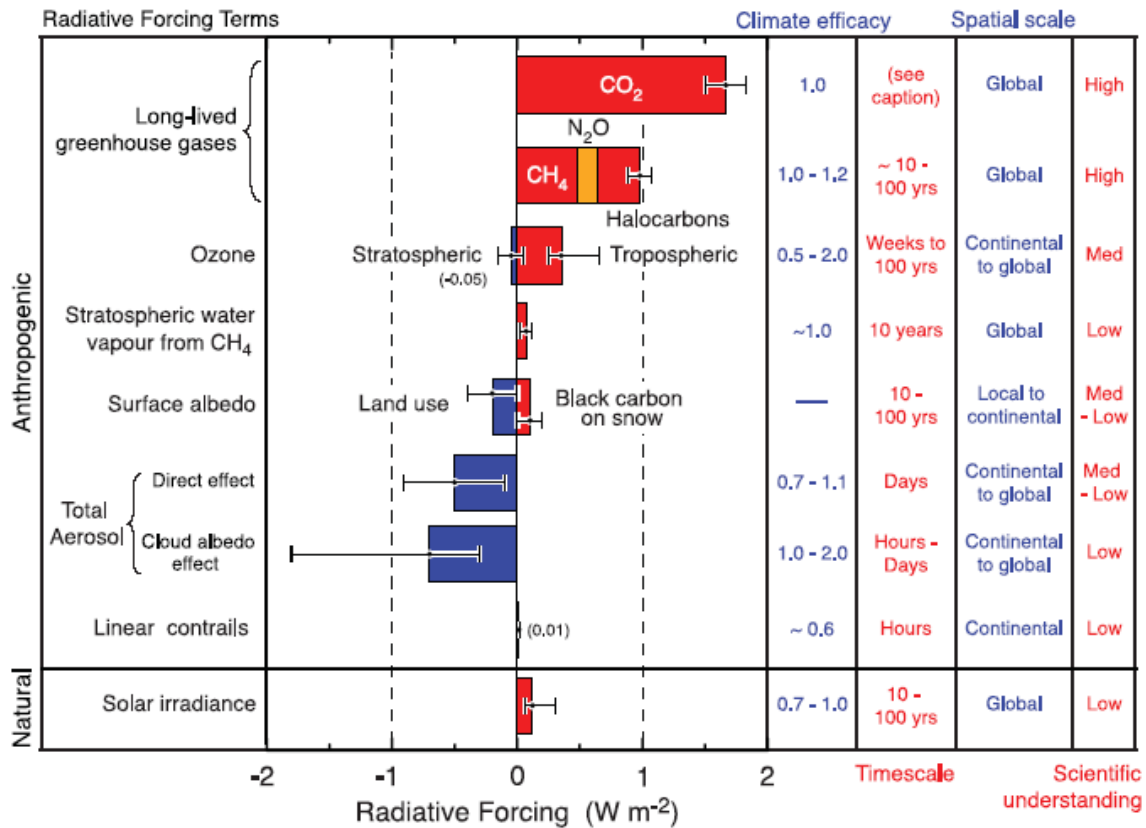 Radiative Forcing Terms
Climate efficacy
Spatial scale
Anthropogenic
Long-lived
greenhouse gases
CO₂
1.0
(see
caption)
Global
High
N₂O
CH₄
Halocarbons
1.0 - 1.2
~ 10 -
100 yrs
Global
High
Ozone
Stratospheric
(-0.05)
Tropospheric
0.5 - 2.0
Weeks to
100 yrs
Continental
to global
Med
Stratospheric water
vapour from CH₄
~1.0
10 years
Global
Low
Surface albedo
Land use
Black carbon
on snow
—
10 -
100 yrs
Local to
continental
Med
- Low
Total
Aerosol
Direct effect
0.7 - 1.1
Days
Continental
to global
Med
- Low
Cloud albedo
effect
1.0 - 2.0
Hours -
Days
Continental
to global
Low
Linear contrails
(0.01)
~ 0.6
Hours
Continental
Low
Natural
Solar irradiance
0.7 - 1.0
10 -
100 yrs
Global
Low
-2 -1 0 1 2
Radiative Forcing (W m⁻²)
Timescale
Scientific
understanding